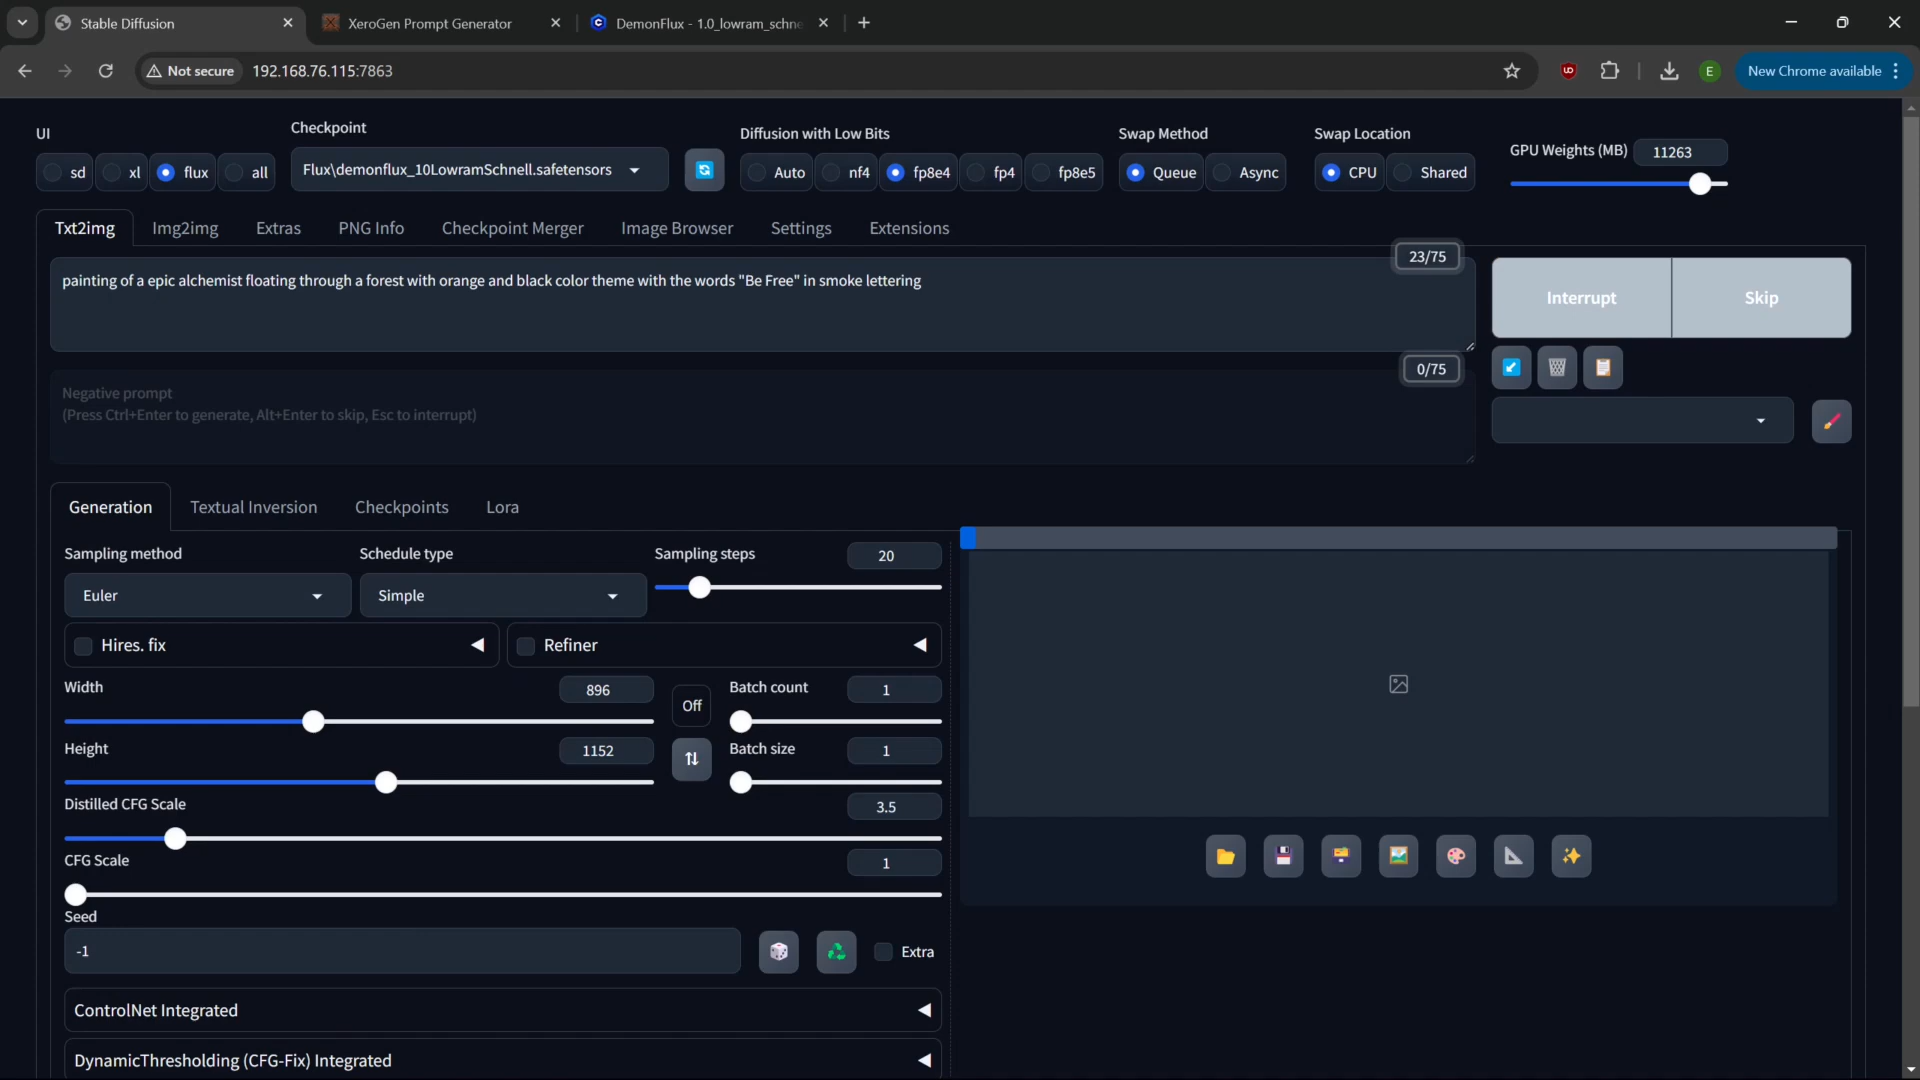 Stable Diffusion
XeroGen Prompt Generator
DemonFlux - 1.0_lowram_schne
Not secure
192.168.76.115:7863
E
New Chrome available
UI
sd
xl
flux
all
Checkpoint
Flux\demonflux_10LowramSchnell.safetensors
Diffusion with Low Bits
Auto
nf4
fp8e4
fp4
fp8e5
Swap Method
Queue
Async
Swap Location
CPU
Shared
GPU Weights (MB)
11263
Txt2img
Img2img
Extras
PNG Info
Checkpoint Merger
Image Browser
Settings
Extensions
23/75
painting of a epic alchemist floating through a forest with orange and black color theme with the words "Be Free" in smoke lettering
Interrupt
Skip
0/75
Negative prompt
(Press Ctrl+Enter to generate, Alt+Enter to skip, Esc to interrupt)
Generation
Textual Inversion
Checkpoints
Lora
Sampling method
Euler
Schedule type
Simple
Sampling steps
20
Hires. fix
Refiner
Width
896
Off
Batch count
1
Height
1152
Batch size
1
Distilled CFG Scale
3.5
CFG Scale
1
Seed
-1
Extra
ControlNet Integrated
DynamicThresholding (CFG-Fix) Integrated